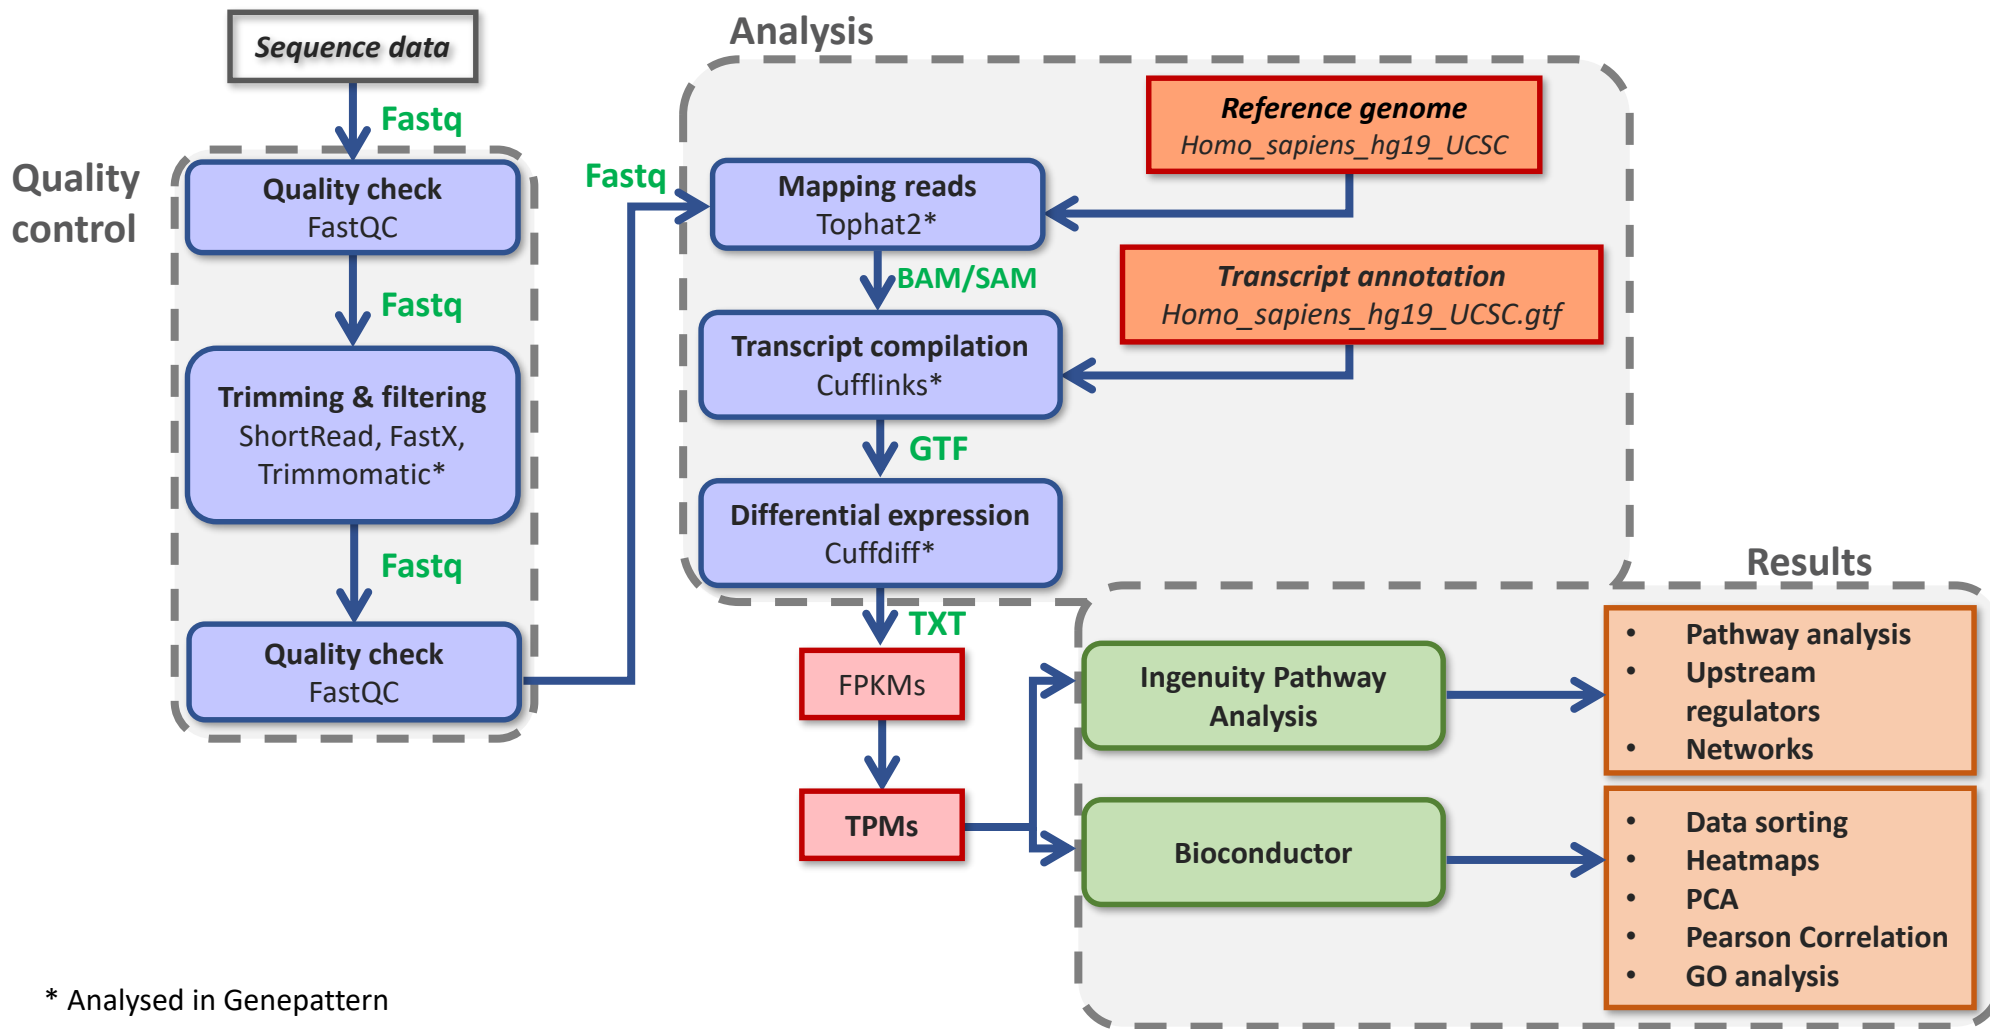 Sequence data
Fastq
Quality
control
Quality check
FastQC
Fastq
Trimming & filtering
ShortRead, FastX,
Trimmomatic*
Fastq
Quality check
FastQC
Analysis
Fastq
Mapping reads
Tophat2*
Reference genome
Homo_sapiens_hg19_UCSC
BAM/SAM
Transcript annotation
Homo_sapiens_hg19_UCSC.gtf
Transcript compilation
Cufflinks*
GTF
Differential expression
Cuffdiff*
TXT
FPKMs
TPMs
Results
Ingenuity Pathway
Analysis
• Pathway analysis
• Upstream
regulators
• Networks
Bioconductor
• Data sorting
• Heatmaps
• PCA
• Pearson Correlation
• GO analysis
* Analysed in Genepattern